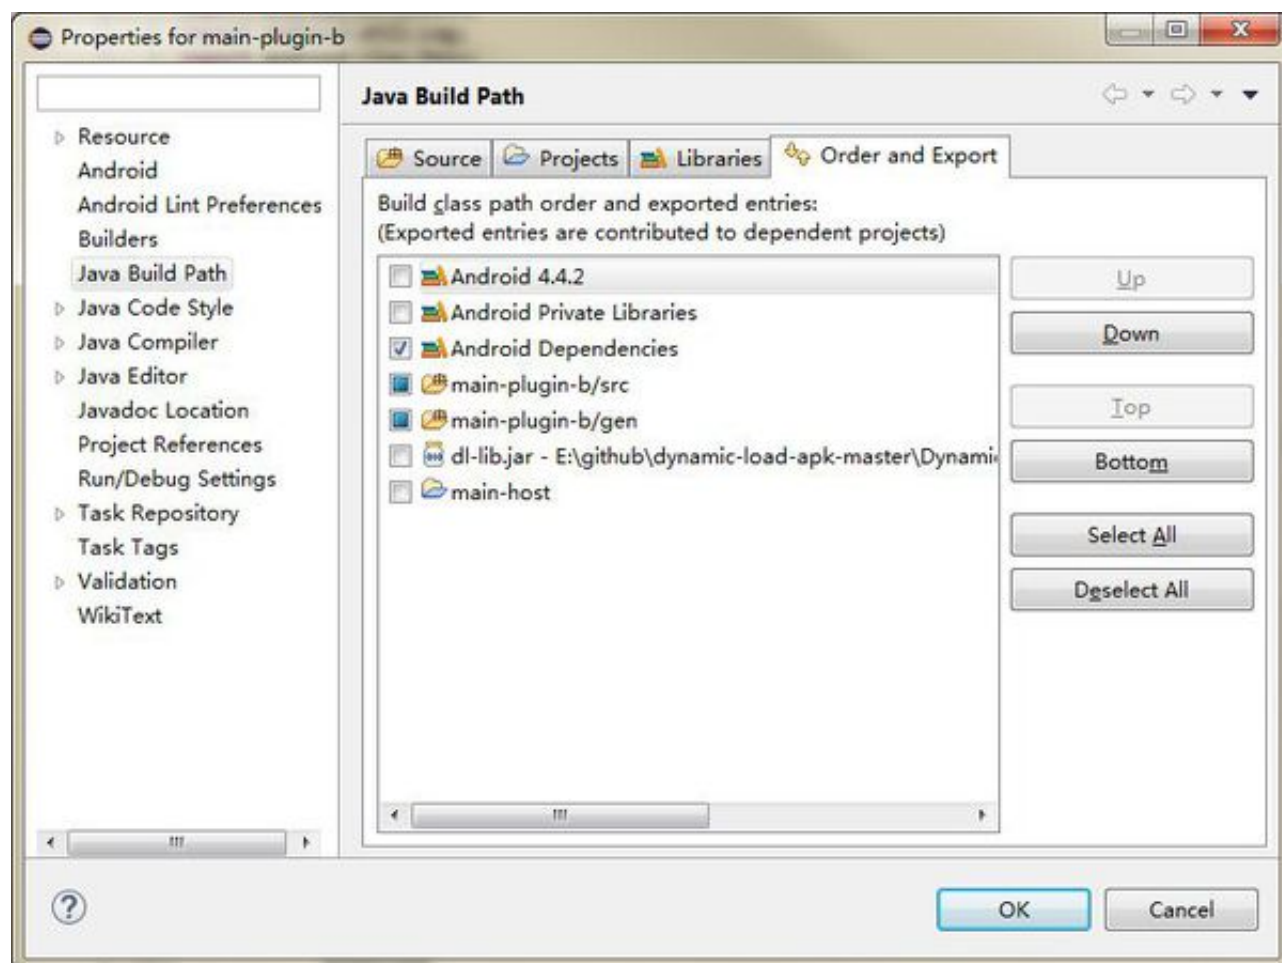 Properties for main-plugin-b
Java Build Path
Resource
Android
Android Lint Preferences
Builders
Java Build Path
Java Code Style
Java Compiler
Java Editor
Javadoc Location
Project References
Run/Debug Settings
Task Repository
Task Tags
Validation
WikiText
Source
Projects
Libraries
Order and Export
Build class path order and exported entries:
(Exported entries are contributed to dependent projects)
Android 4.4.2
Android Private Libraries
Android Dependencies
main-plugin-b/src
main-plugin-b/gen
dl-lib.jar - E:\github\dynamic-load-apk-master\Dynami
main-host
Up
Down
Top
Bottom
Select All
Deselect All
OK
Cancel